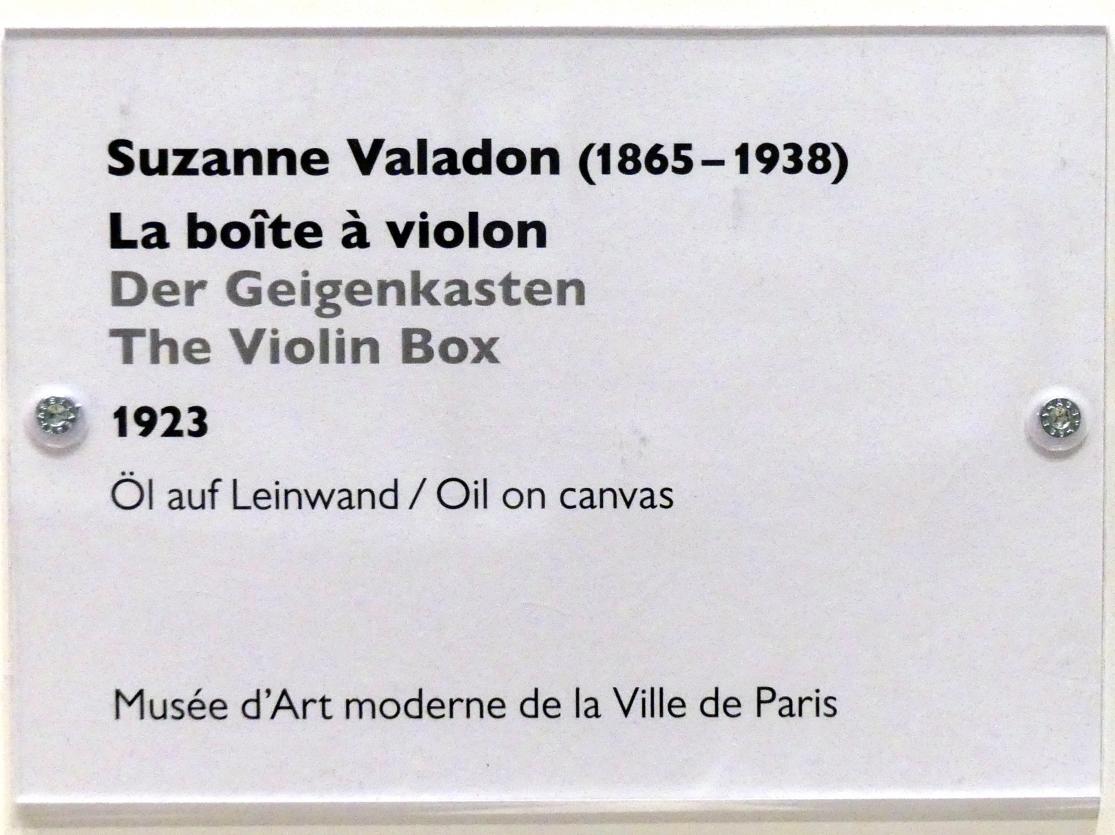 Suzanne Valadon (1865 – 1938)
La boîte à violon
Der Geigenkasten
The Violin Box
1923
Öl auf Leinwand / Oil on canvas
Musée d’Art moderne de la Ville de Paris